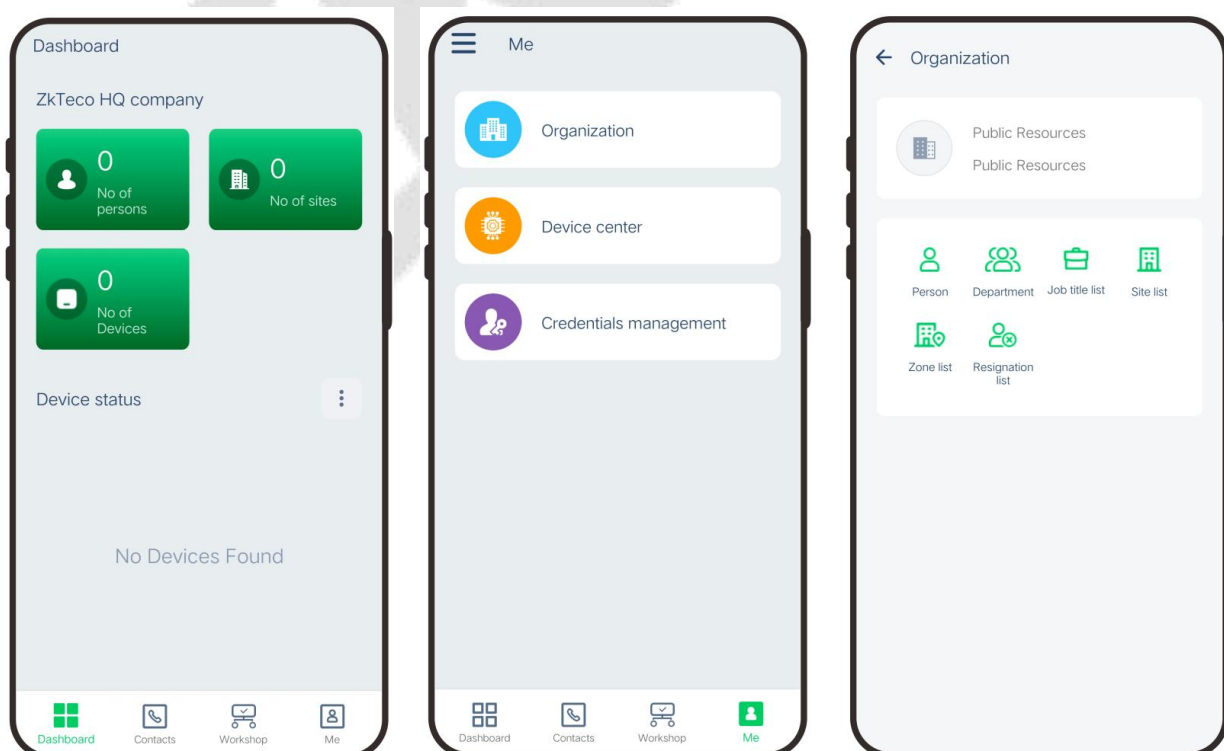 Dashboard
ZkTeco HQ company
0
No of
persons
0
No of sites
0
No of
Devices
Device status
No Devices Found
Dashboard
Contacts
Workshop
Me
Me
Organization
Device center
Credentials management
Dashboard
Contacts
Workshop
Me
Organization
Public Resources
Public Resources
Person
Department
Job title list
Site list
Zone list
Resignation
list